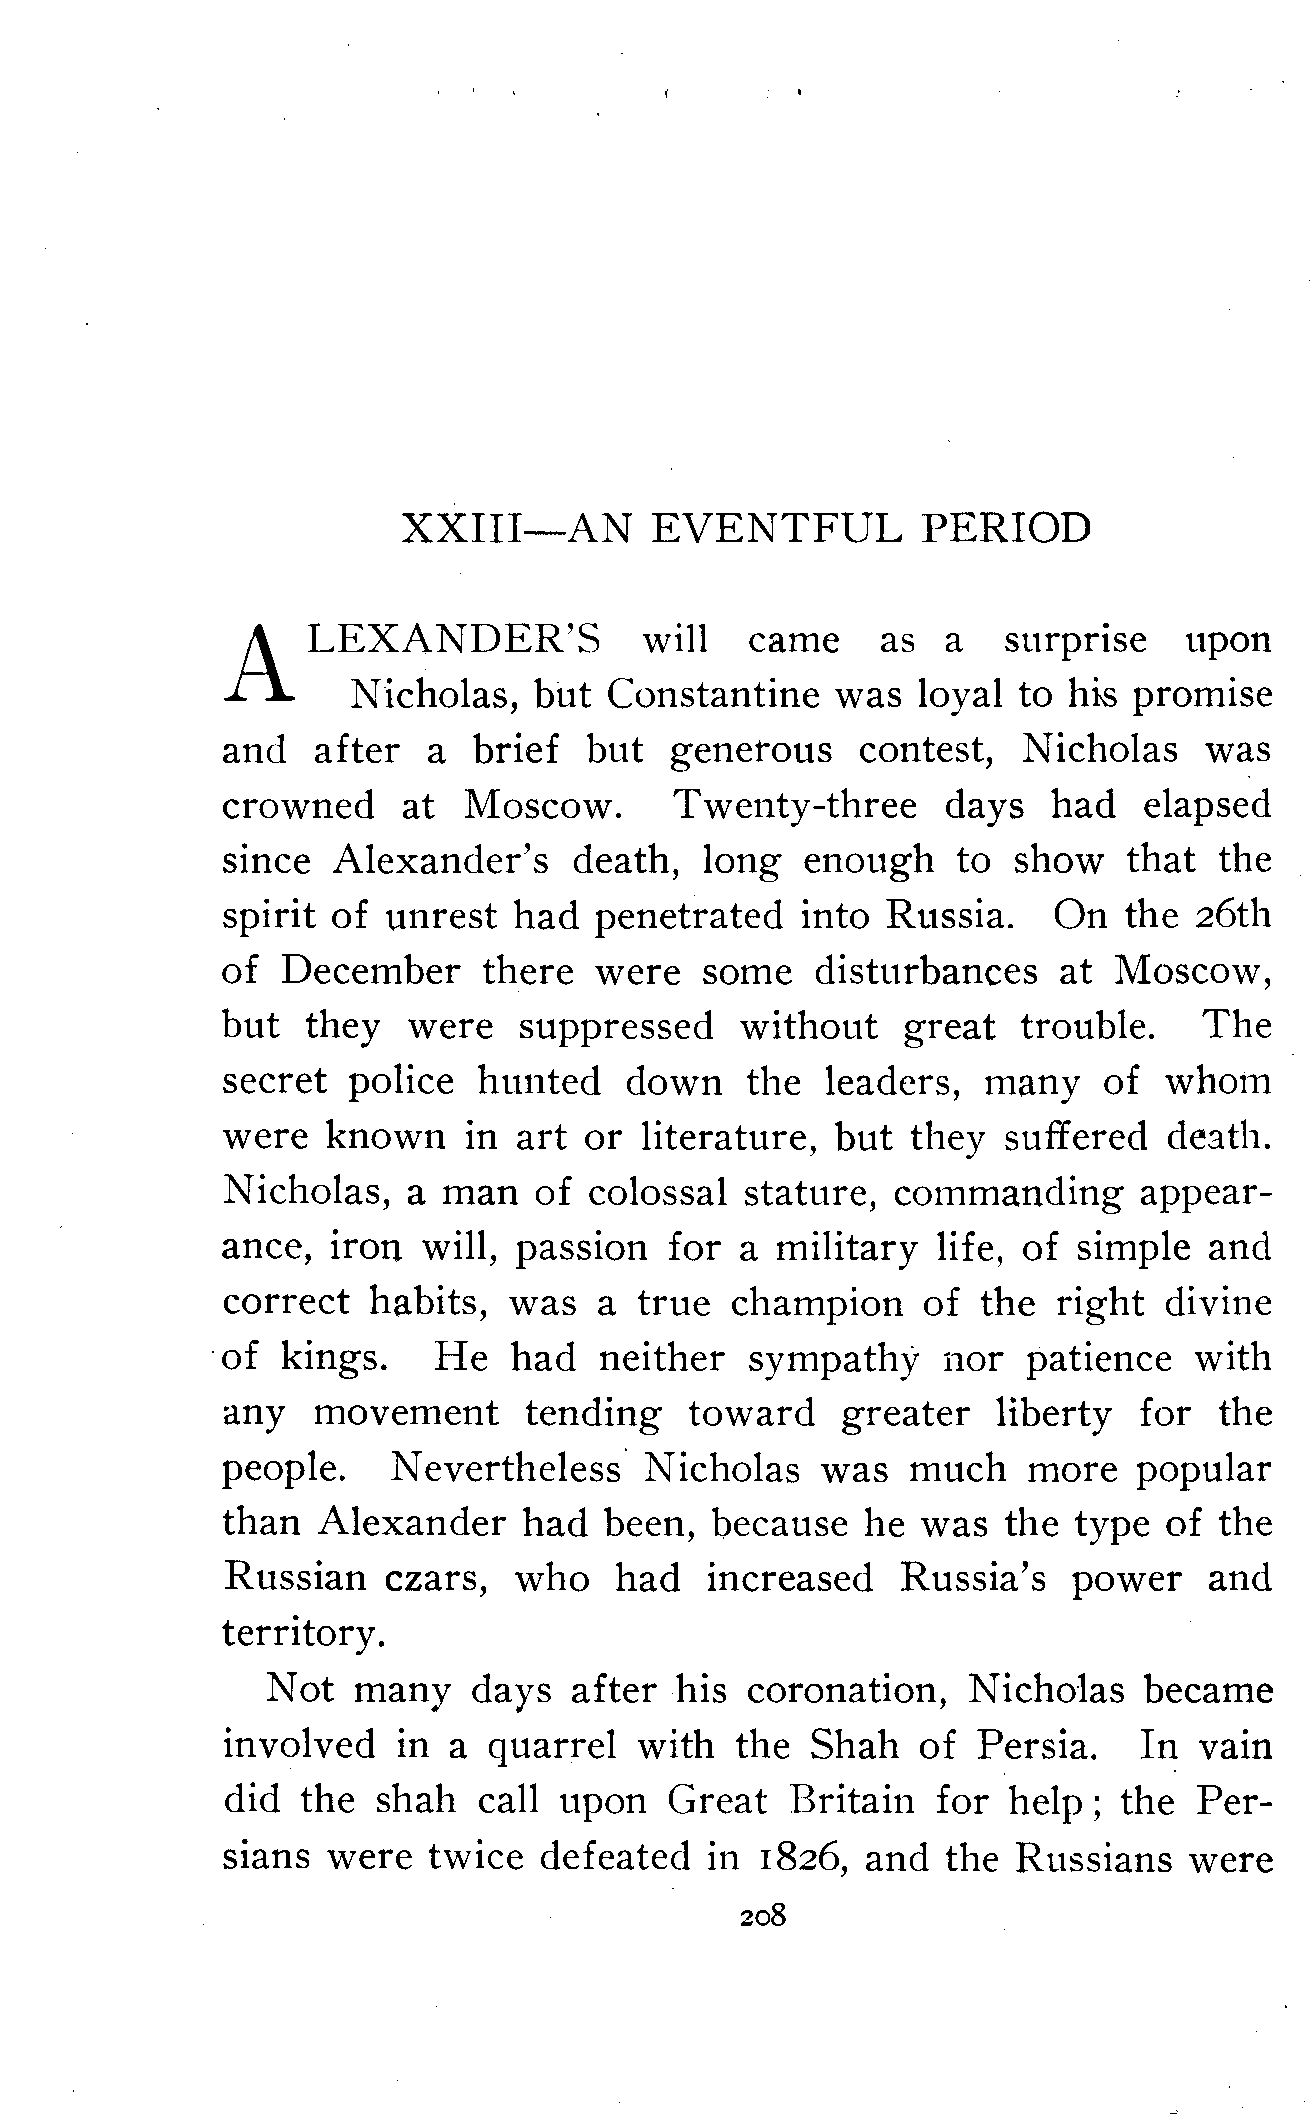 XXIII—AN EVENTFUL PERIOD
ALEXANDER'S will came as a surprise upon
Nicholas, but Constantine was loyal to his promise
and after a brief but generous contest, Nicholas was
crowned at Moscow. Twenty-three days had elapsed
since Alexander's death, long enough to show that the
spirit of unrest had penetrated into Russia. On the 26th
of December there were some disturbances at Moscow,
but they were suppressed without great trouble. The
secret police hunted down the leaders, many of whom
were known in art or literature, but they suffered death.
Nicholas, a man of colossal stature, commanding appear-
ance, iron will, passion for a military life, of simple and
correct habits, was a true champion of the right divine
of kings. He had neither sympathy nor patience with
any movement tending toward greater liberty for the
people. Nevertheless Nicholas was much more popular
than Alexander had been, because he was the type of the
Russian czars, who had increased Russia's power and
territory.
Not many days after his coronation, Nicholas became
involved in a quarrel with the Shah of Persia. In vain
did the shah call upon Great Britain for help; the Per-
sians were twice defeated in 1826, and the Russians were
208